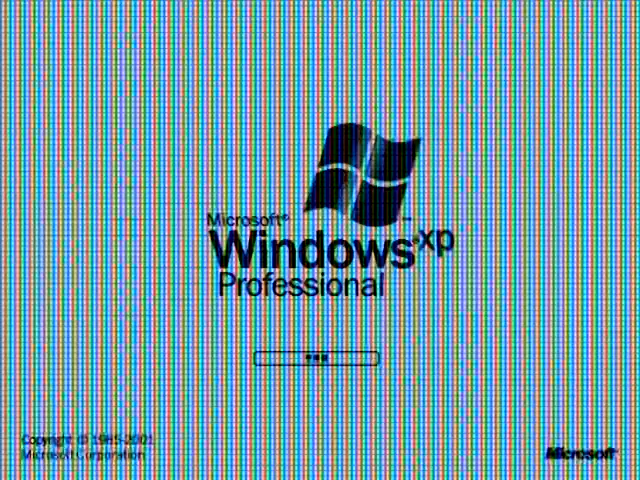 Microsoft®
Windows xp
Professional
Copyright © 1985-2001
Microsoft Corporation
Microsoft